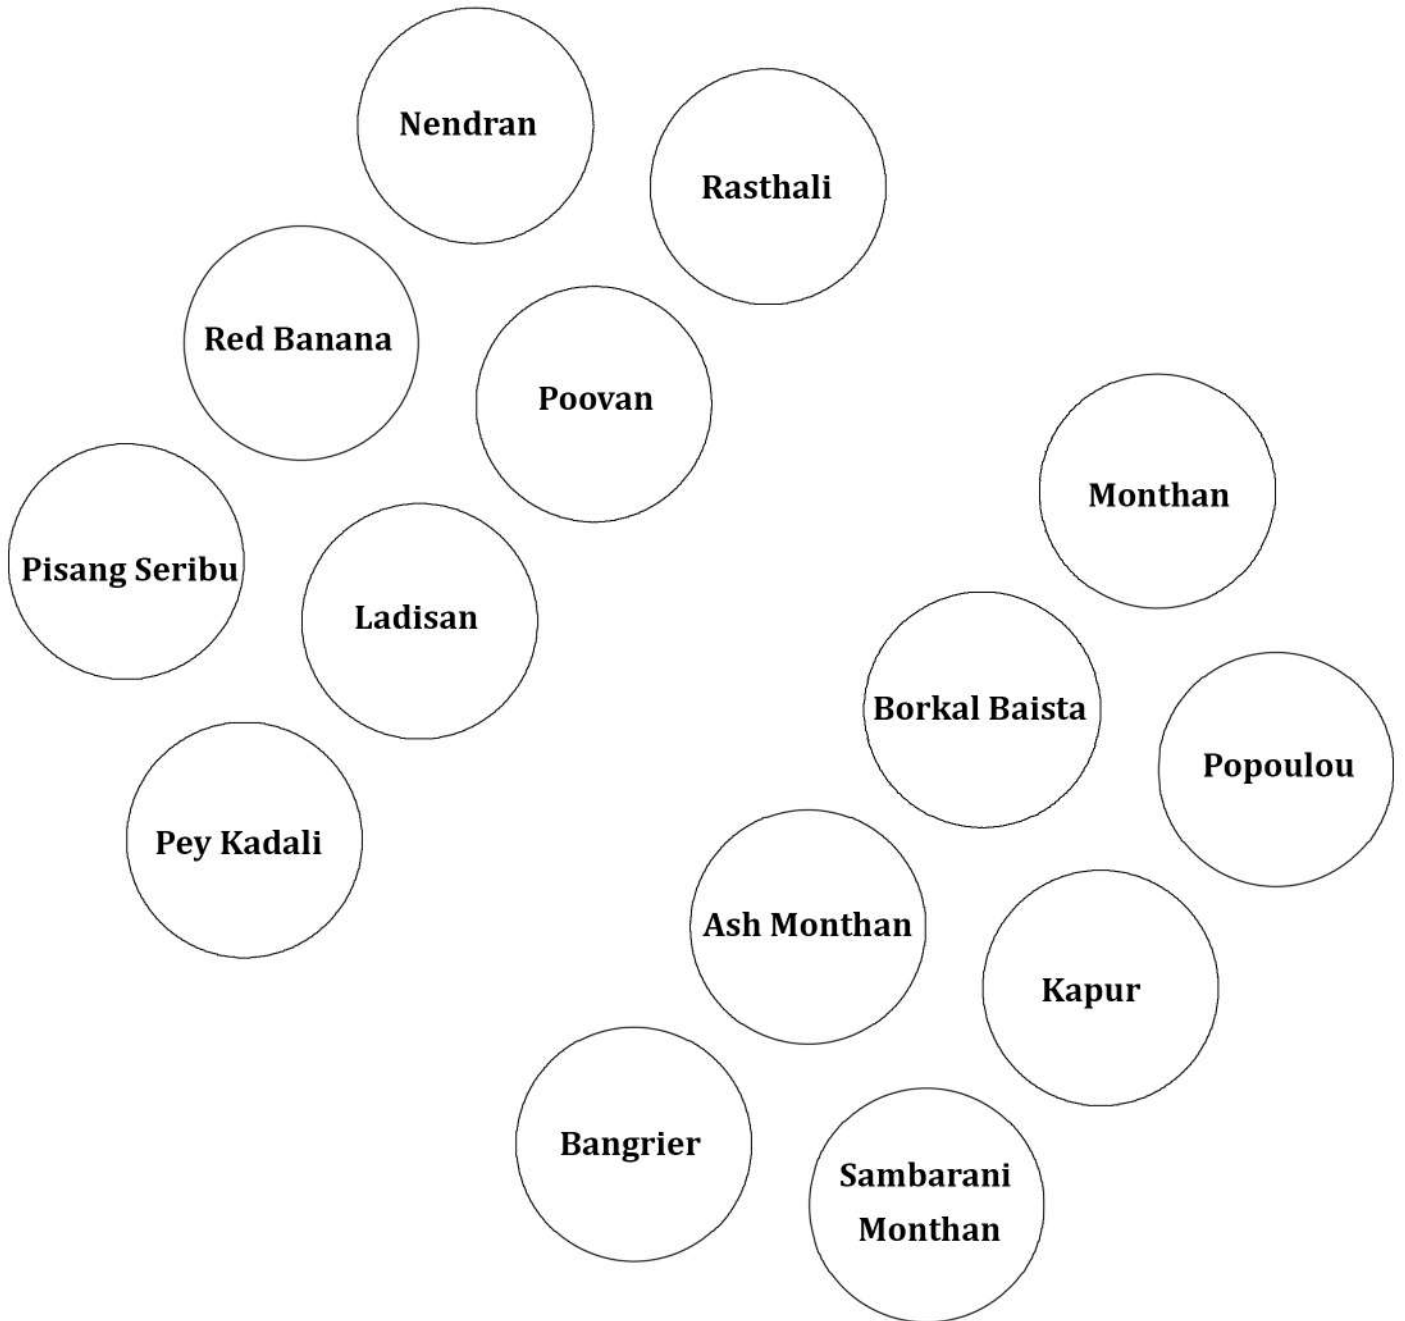 Nendran
Rasthali
Red Banana
Poovan
Monthan
Pisang Seribu
Ladisan
Borkal Baista
Popoulou
Pey Kadali
Ash Monthan
Kapur
Bangrier
Sambarani
Monthan